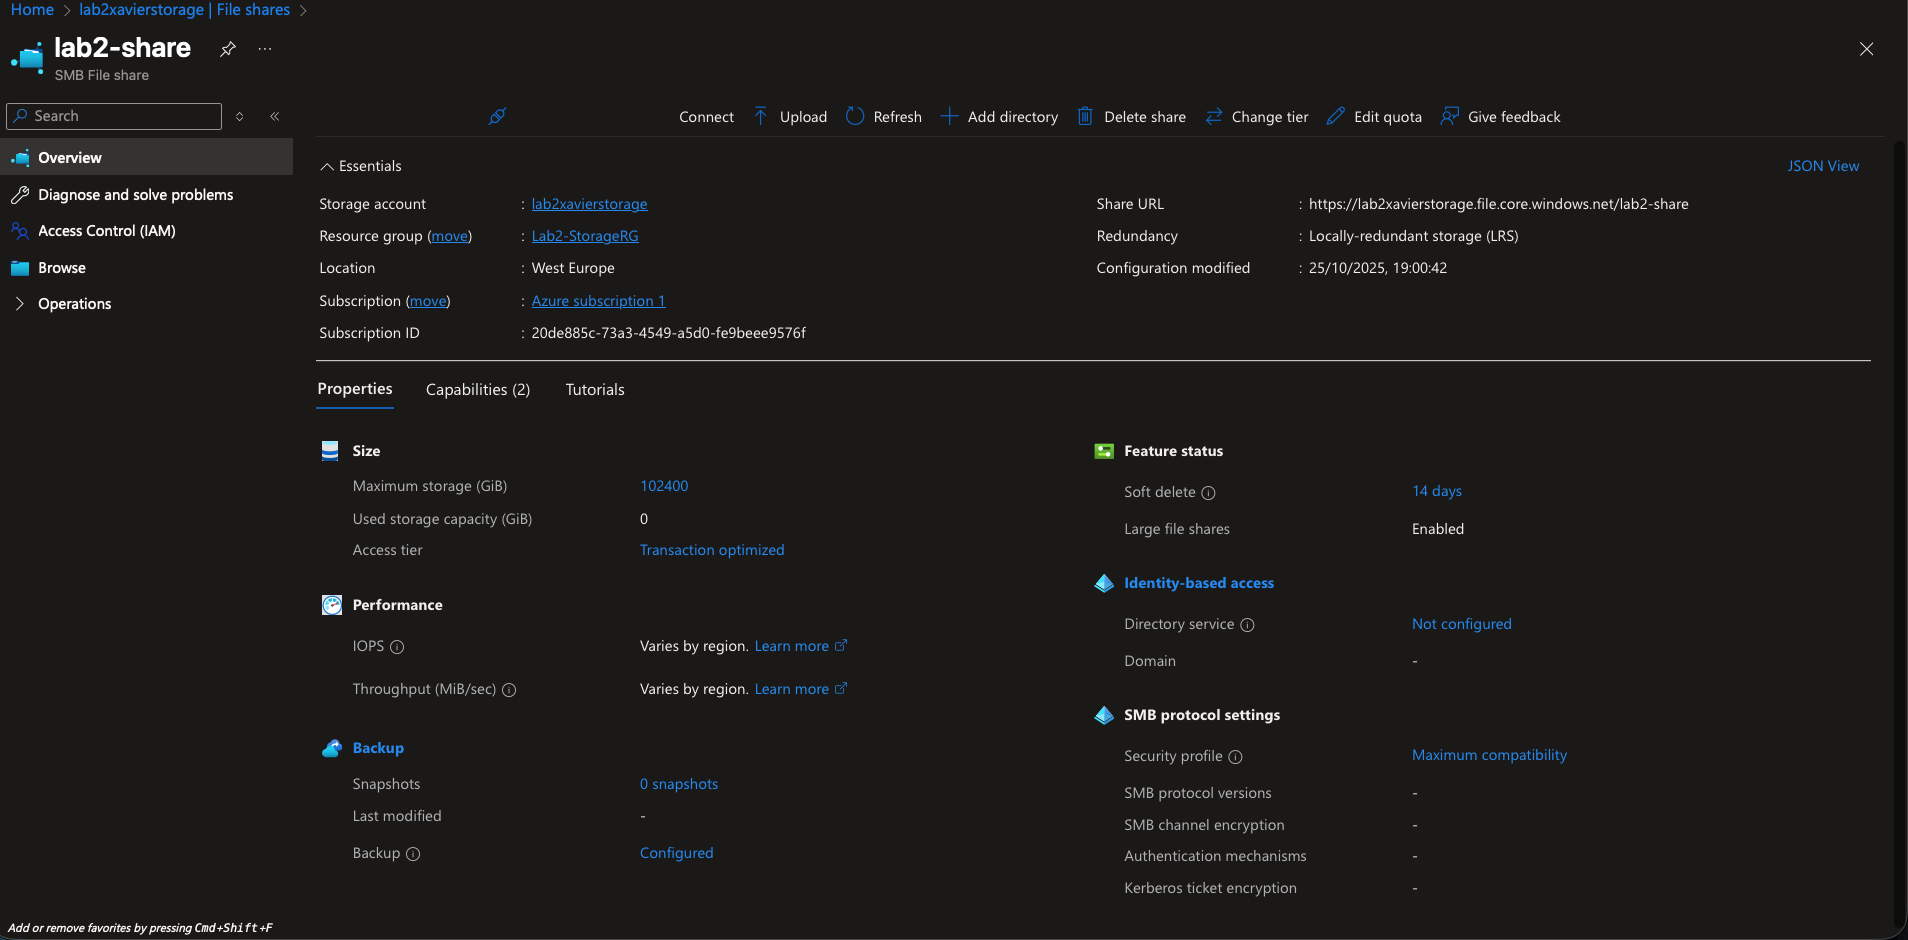 Home > lab2xavierstorage | File shares >
lab2-share
SMB File share
Search
Overview
Diagnose and solve problems
Access Control (IAM)
Browse
Operations
Connect Upload Refresh Add directory Delete share Change tier Edit quota Give feedback
Essentials
JSON View
Storage account : lab2xavierstorage
Resource group (move) : Lab2-StorageRG
Location : West Europe
Subscription (move) : Azure subscription 1
Subscription ID : 20de885c-73a3-4549-a5d0-fe9beee9576f
Share URL : https://lab2xavierstorage.file.core.windows.net/lab2-share
Redundancy : Locally-redundant storage (LRS)
Configuration modified : 25/10/2025, 19:00:42
Properties Capabilities (2) Tutorials
Size
Maximum storage (GiB) 102400
Used storage capacity (GiB) 0
Access tier Transaction optimized
Performance
IOPS Varies by region. Learn more
Throughput (MiB/sec) Varies by region. Learn more
Backup
Snapshots 0 snapshots
Last modified -
Backup Configured
Feature status
Soft delete 14 days
Large file shares Enabled
Identity-based access
Directory service Not configured
Domain -
SMB protocol settings
Security profile Maximum compatibility
SMB protocol versions -
SMB channel encryption -
Authentication mechanisms -
Kerberos ticket encryption -
Add or remove favorites by pressing Cmd+Shift+F